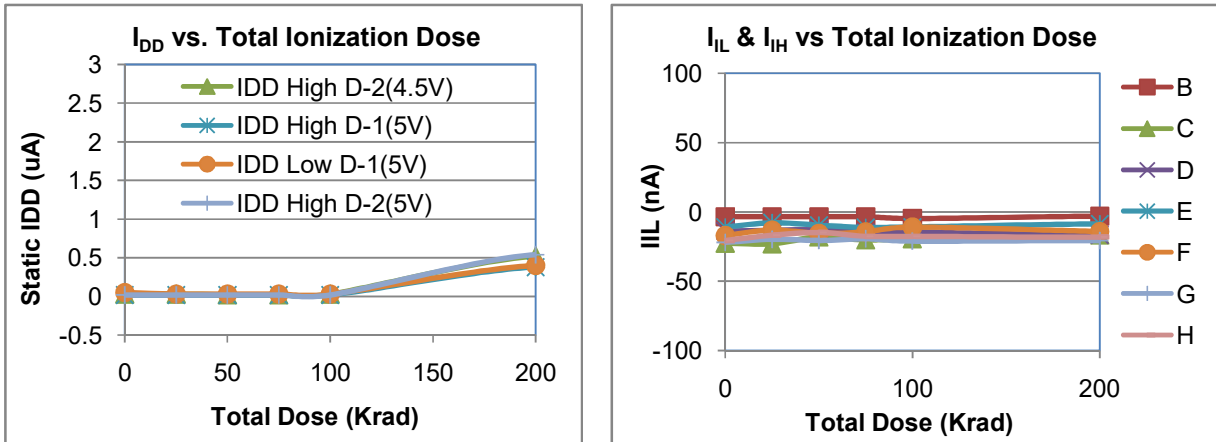 I_DD vs. Total Ionization Dose
3
2.5
2
1.5
1
0.5
0
-0.5
Static IDD (uA)
IDD High D-2(4.5V)
IDD High D-1(5V)
IDD Low D-1(5V)
IDD High D-2(5V)
0 50 100 150 200
Total Dose (Krad)
I_IL & I_IH vs Total Ionization Dose
100
50
0
-50
-100
IIL (nA)
0 100 200
Total Dose (Krad)
B
C
D
E
F
G
H